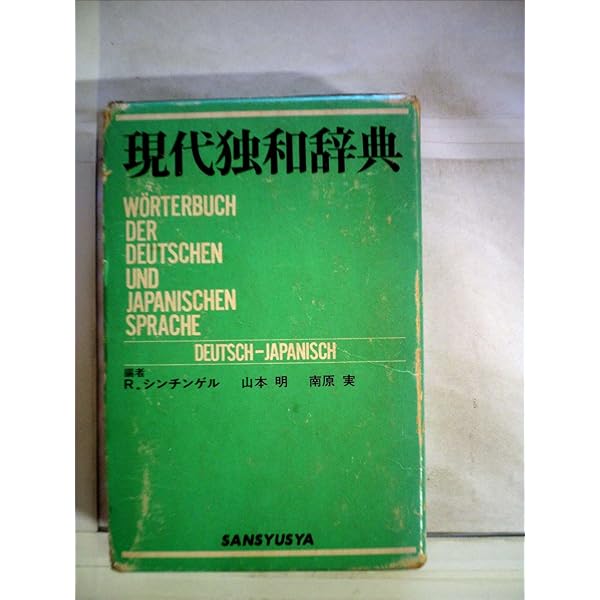 現代独和辞典
WÖRTERBUCH
DER
DEUTSCHEN
UND
JAPANISCHEN
SPRACHE
DEUTSCH-JAPANISCH
編者
R.シンチンゲル 山本 明 南原 実
SANSYUSYA